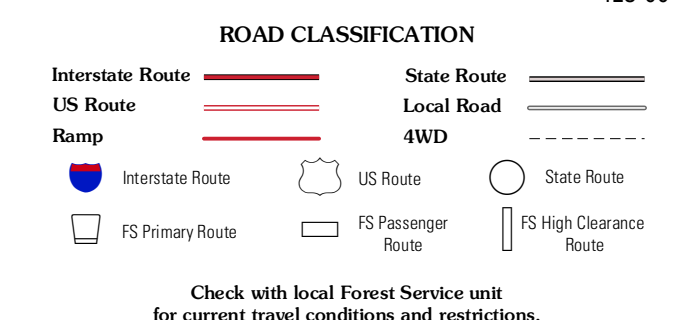 ROAD CLASSIFICATION
Interstate Route
State Route
US Route
Local Road
Ramp
4WD
Interstate Route
US Route
State Route
FS Primary Route
FS Passenger
Route
FS High Clearance
Route
Check with local Forest Service unit
for current travel conditions and restrictions.